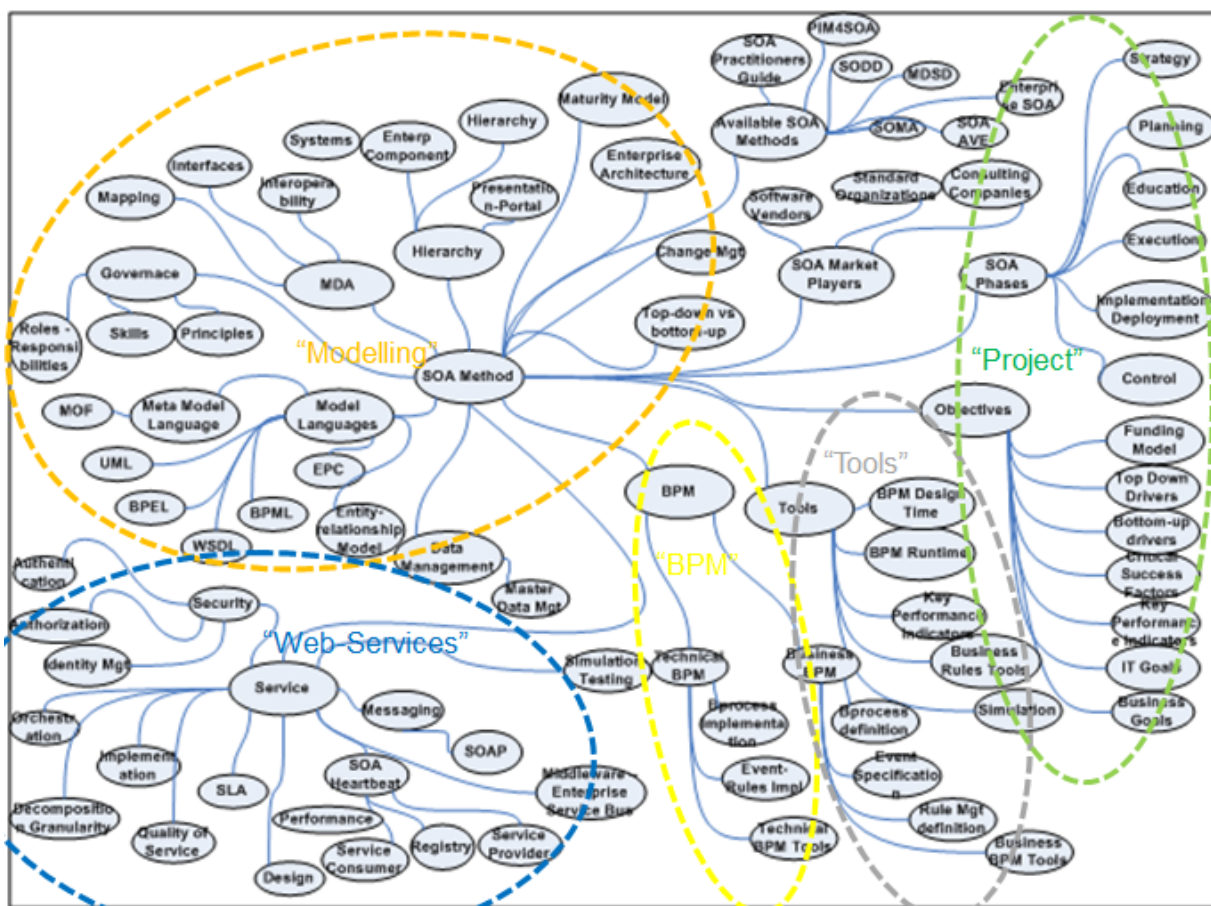 PIM4SOA
SOA
Practitioners
Guide
SODD
MDSD
Enterpri
se SOA
Strategy
Maturity Model
Hierarchy
Systems
Enterp
Component
Available SOA
Methods
SOMA
SOA
AVE
Planning
Interfaces
Interopera
bility
Enterprise
Architecture
Presentatio
n-Portal
Standard
Organizations
Consulting
Companies
Software
Vendors
Education
Mapping
Hierarchy
Change Mgt
Execution
Governace
MDA
SOA Market
Players
SOA
Phases
Roles -
Responsi
bilities
Skills
Principles
Top-down vs
bottom-up
Implementation
Deployment
“Modelling”
“Project”
SOA Method
Control
MOF
Meta Model
Language
Model
Languages
Objectives
Funding
Model
UML
EPC
“Tools”
Top Down
Drivers
BPM
BPM Design
Time
BPEL
BPML
Tools
Bottom-up
drivers
WSDL
Entity-
relationship
Model
Data
Management
BPM Runtime
“BPM”
Critical
Success
Factors
Authenti
cation
Security
Master
Data Mgt
Key
Performance
Indicators
Key
Performanc
e Indicators
Authorization
“Web-Services”
Identity Mgt
Simulation
Testing
Technical
BPM
Business
BPM
Business
Rules Tools
IT Goals
Service
Messaging
Bprocess
Implementa
tion
Bprocess
definition
Simulation
Business
Goals
Orchestr
ation
SOAP
Implement
ation
SOA
Heartbeat
Event-
Rules Impl
Event
Specificatio
n
SLA
Middleware –
Enterprise
Service Bus
Decompositio
n Granularity
Performance
Rule Mgt
definition
Quality of
Service
Registry
Service
Provider
Technical
BPM Tools
Service
Consumer
Business
BPM Tools
Design